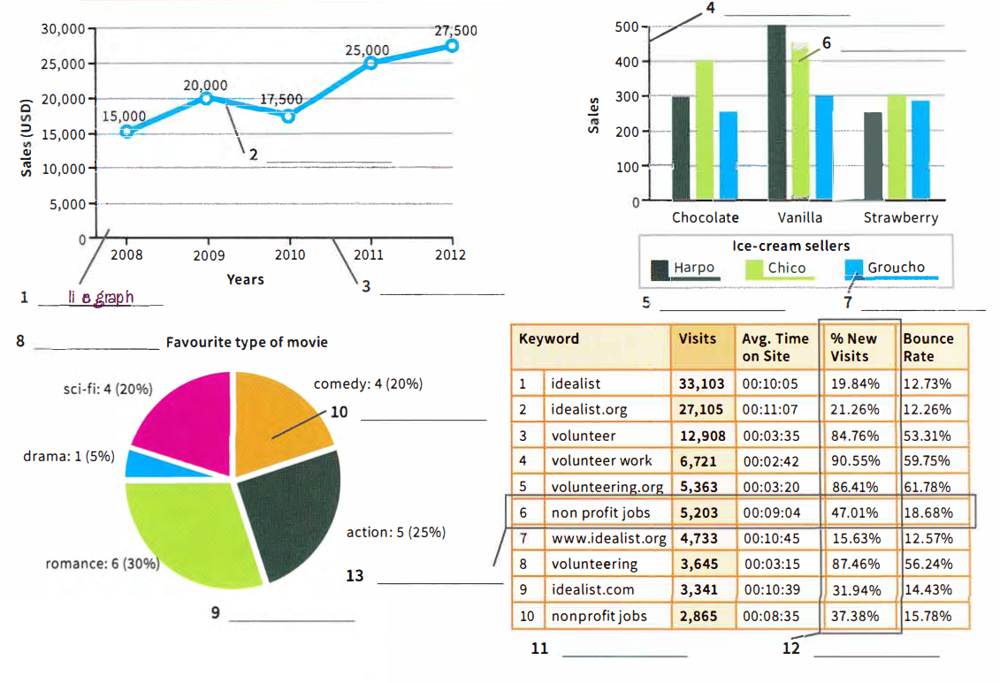 4
30,000
25,000
20,000
15,000
10,000
5,000
0
Sales (USD)
15,000
20,000
17,500
25,000
27,500
2
2008
2009
2010
2011
2012
Years
1 li e graph
3
500
400
300
200
100
0
Sales
6
Chocolate
Vanilla
Strawberry
Ice-cream sellers
Harpo
Chico
Groucho
5
7
8 Favourite type of movie
sci-fi: 4 (20%)
comedy: 4 (20%)
10
drama: 1 (5%)
action: 5 (25%)
romance: 6 (30%)
13
9
Keyword Visits Avg. Time on Site % New Visits Bounce Rate
1 idealist 33,103 00:10:05 19.84% 12.73%
2 idealist.org 27,105 00:11:07 21.26% 12.26%
3 volunteer 12,908 00:03:35 84.76% 53.31%
4 volunteer work 6,721 00:02:42 90.55% 59.75%
5 volunteering.org 5,363 00:03:20 86.41% 61.78%
6 non profit jobs 5,203 00:09:04 47.01% 18.68%
7 www.idealist.org 4,733 00:10:45 15.63% 12.57%
8 volunteering 3,645 00:03:15 87.46% 56.24%
9 idealist.com 3,341 00:10:39 31.94% 14.43%
10 nonprofit jobs 2,865 00:08:35 37.38% 15.78%
11
12